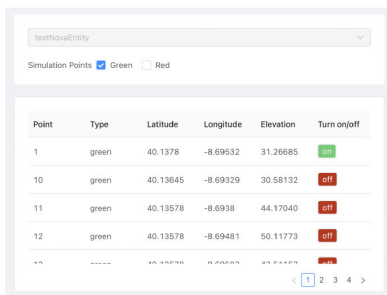 testNovaEntity
Simulation Points Green Red
Point Type Latitude Longitude Elevation Turn on/off
1 green 40.1378 -8.69532 31.26685 on
10 green 40.13645 -8.69329 30.58132 off
11 green 40.13578 -8.6938 44.17040 off
12 green 40.13578 -8.69481 50.11773 off
< 1 2 3 4 >